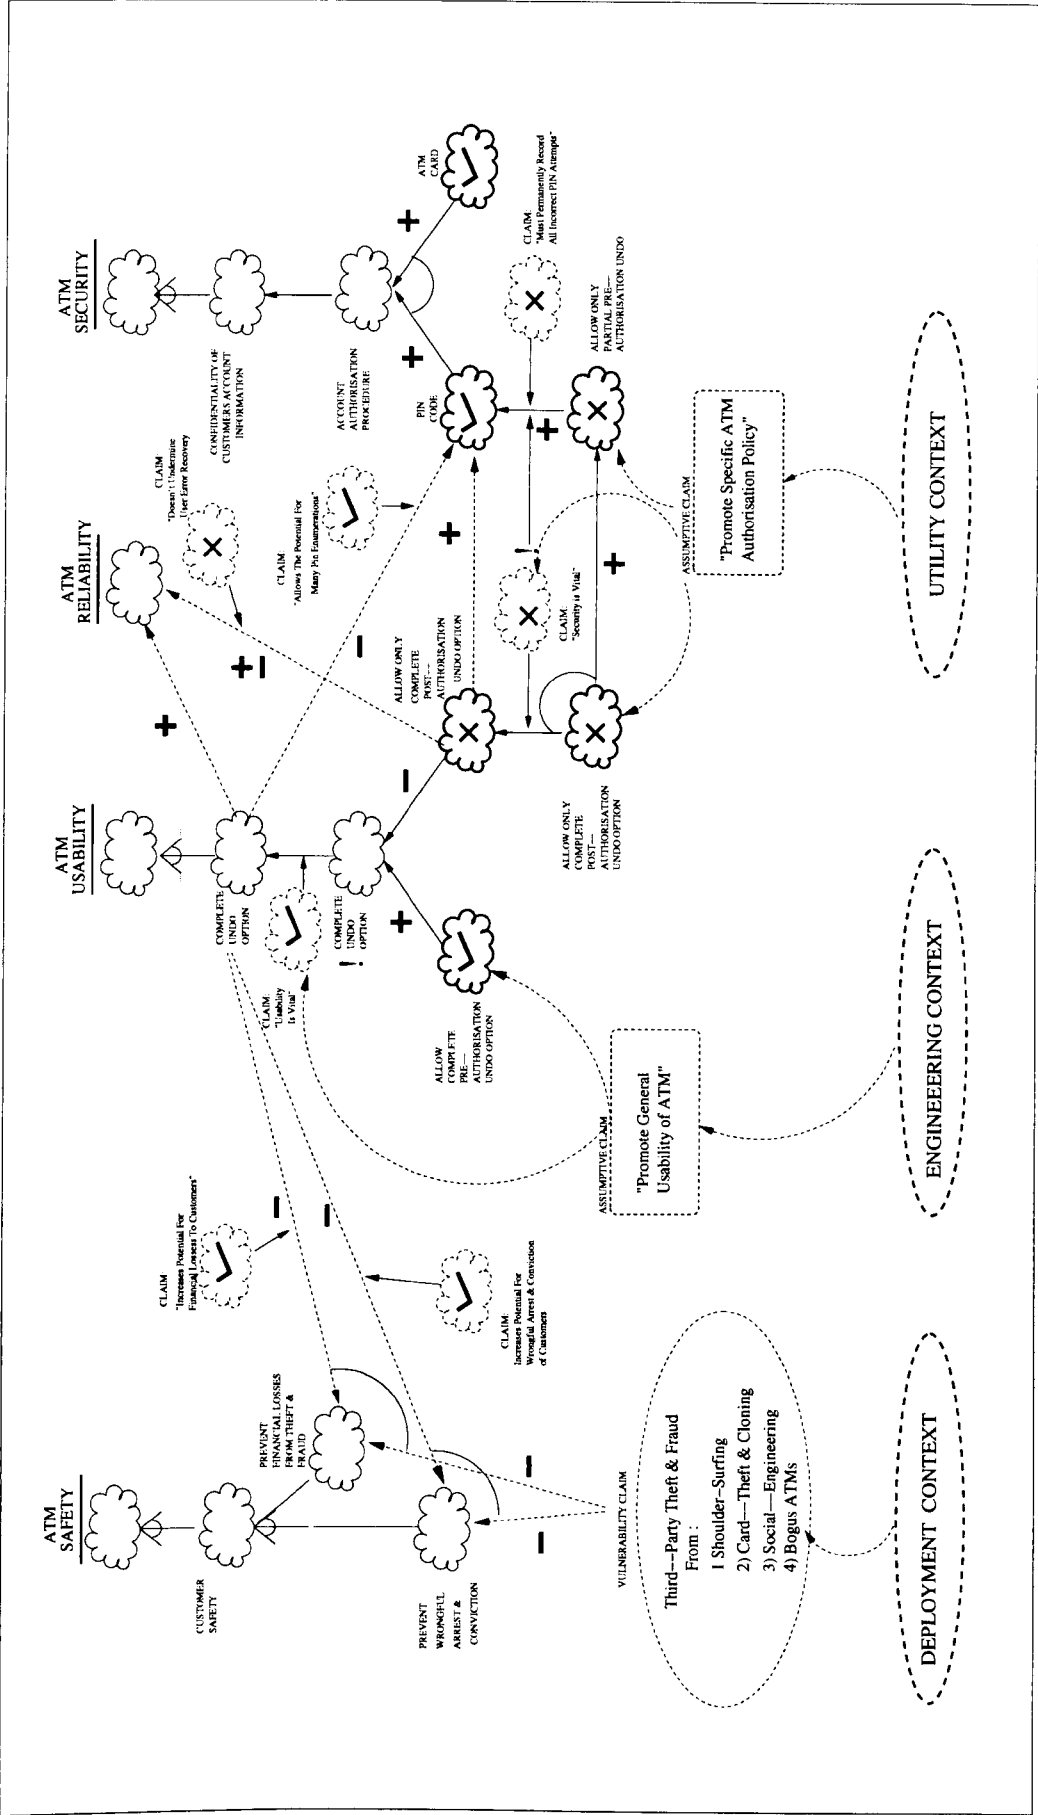 ATM
SAFETY
ATM
USABILITY
ATM
RELIABILITY
ATM
SECURITY
CUSTOMER
SAFETY
PREVENT
FINANCIAL LOSSES
FROM THEFT &
FRAUD
PREVENT
WRONGFUL
ARREST &
CONVICTION
CLAIM:
"Increases Potential For
Financial Losses To Customers"
CLAIM:
Increases Potential For
Wrongful Arrest & Conviction
of Customers
−
−
−
−
VULNERABILITY CLAIM
Third--Party Theft & Fraud
From :
1 Shoulder-Surfing
2) Card—Theft & Cloning
3) Social—Engineering
4) Bogus ATMs
DEPLOYMENT CONTEXT
COMPLETE
UNDO
OPTION
CLAIM:
"Usability
Is Vital"
COMPLETE
UNDO
OPTION
!
+
−
ALLOW
COMPLETE
PRE—
AUTHORISATION
UNDO OPTION
ASSUMPTIVE CLAIM
"Promote General
Usability of ATM"
ENGINEEERING CONTEXT
+
+
−
−
CLAIM
"Doesn't Undermine
User Error Recovery
CLAIM:
"Allows The Potential For
Many Pin Enumerations"
ALLOW ONLY
COMPLETE
POST--
AUTHORISATION
UNDO OPTION
+
ALLOW ONLY
COMPLETE
POST—
AUTHORISATION
UNDO OPTION
CLAIM:
"Security is Vital"
!
+
+
CONFIDENTIALITY OF
CUSTOMERS ACCOUNT
INFORMATION
ACCOUNT
AUTHORISATION
PROCEDURE
PIN
CODE
+
+
ATM
CARD
CLAIM:
"Must Permanently Record
All Incorrect PIN Attempts"
ALLOW ONLY
PARTIAL PRE—
AUTHORISATION UNDO
ASSUMPTIVE CLAIM
"Promote Specific ATM
Authorisation Policy"
UTILITY CONTEXT